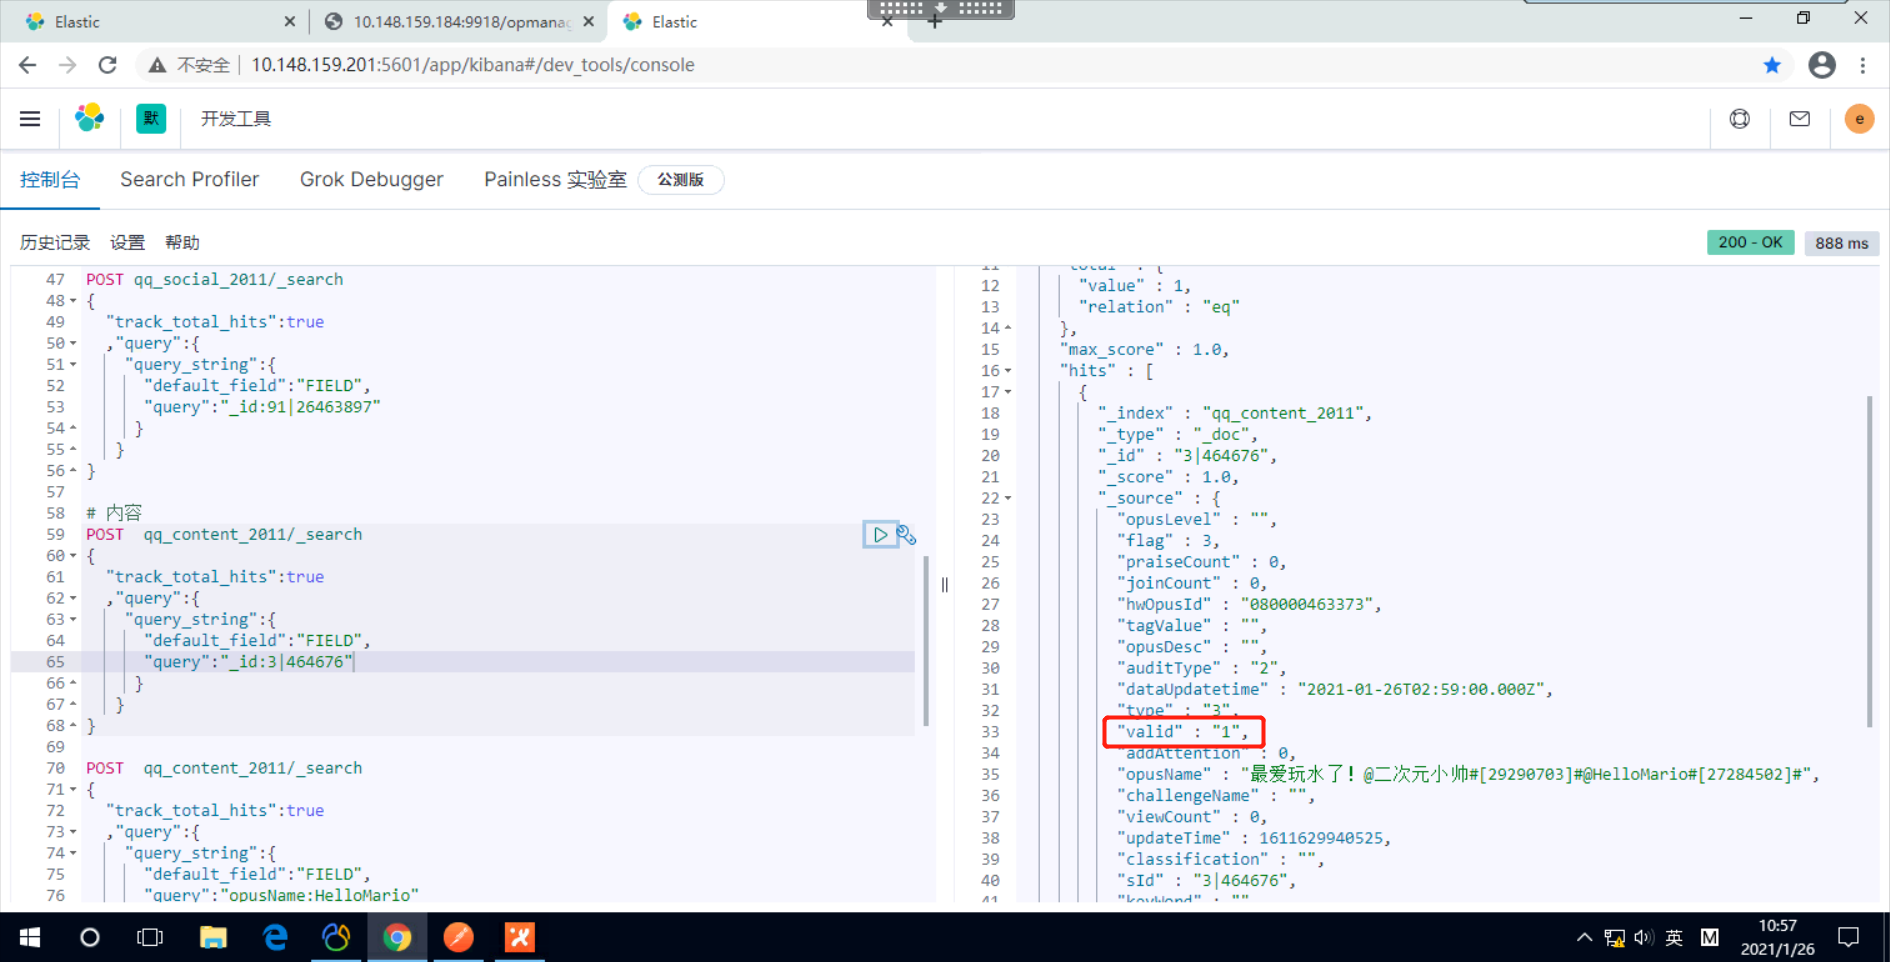 Elastic
10.148.159.184:9918/opmanag
Elastic
不安全
10.148.159.201:5601/app/kibana#/dev_tools/console
默
开发工具
e
控制台
Search Profiler
Grok Debugger
Painless 实验室
公测版
历史记录
设置
帮助
200 - OK
888 ms
47 POST qq_social_2011/_search
48 {
49 "track_total_hits":true
50 ,"query":{
51 "query_string":{
52 "default_field":"FIELD",
53 "query":"_id:91|26463897"
54 }
55 }
56 }
57
58 # 内容
59 POST  qq_content_2011/_search
60 {
61 "track_total_hits":true
62 ,"query":{
63 "query_string":{
64 "default_field":"FIELD",
65 "query":"_id:3|464676"
66 }
67 }
68 }
69
70 POST  qq_content_2011/_search
71 {
72 "track_total_hits":true
73 ,"query":{
74 "query_string":{
75 "default_field":"FIELD",
76 "query":"opusName:HelloMario"
11 "total" : {
12 "value" : 1,
13 "relation" : "eq"
14 },
15 "max_score" : 1.0,
16 "hits" : [
17 {
18 "_index" : "qq_content_2011",
19 "_type" : "_doc",
20 "_id" : "3|464676",
21 "_score" : 1.0,
22 "_source" : {
23 "opusLevel" : "",
24 "flag" : 3,
25 "praiseCount" : 0,
26 "joinCount" : 0,
27 "hwOpusId" : "080000463373",
28 "tagValue" : "",
29 "opusDesc" : "",
30 "auditType" : "2",
31 "dataUpdatetime" : "2021-01-26T02:59:00.000Z",
32 "type" : "3",
33 "valid" : "1",
34 "addAttention" : 0,
35 "opusName" : "最爱玩水了！@二次元小帅#[29290703]#@HelloMario#[27284502]#",
36 "challengeName" : "",
37 "viewCount" : 0,
38 "updateTime" : 1611629940525,
39 "classification" : "",
40 "sId" : "3|464676",
41 "keyWord" : ""
英
M
10:57
2021/1/26